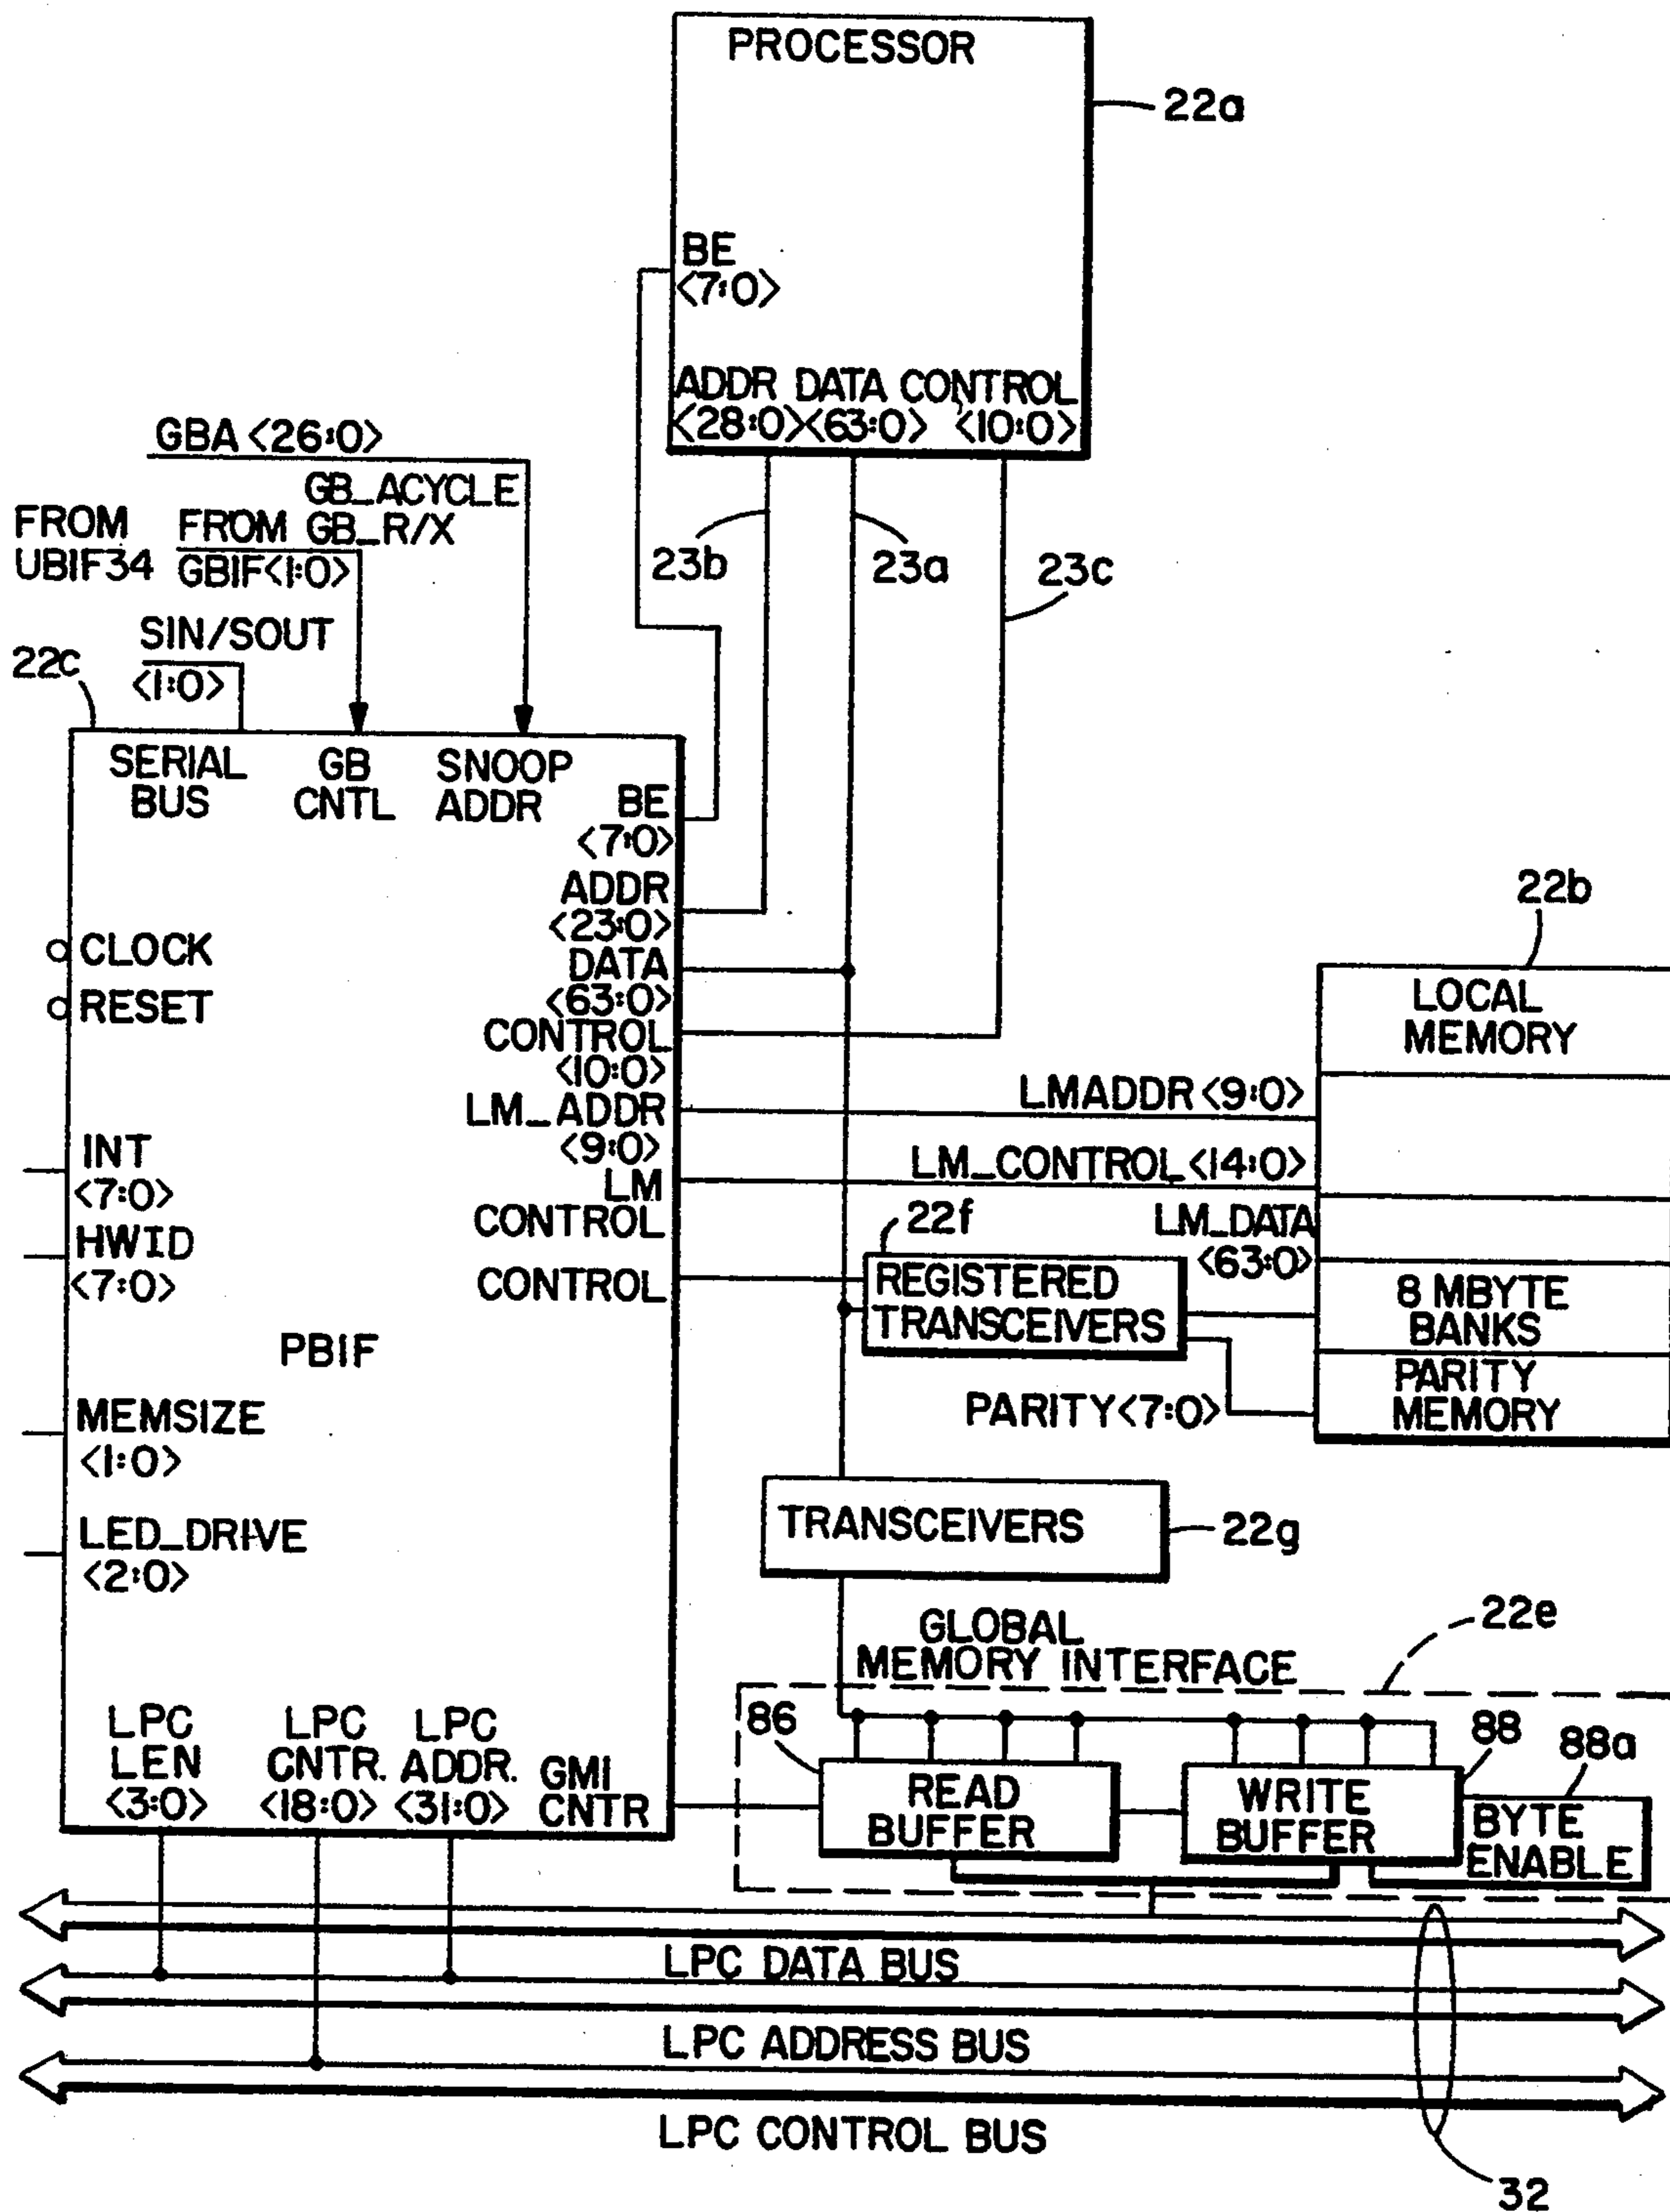 PROCESSOR
22a
BE
<7:0>
ADDR DATA CONTROL
<28:0> <63:0> <10:0>
GBA <26:0>
GB_ACYCLE
FROM UBIF34
FROM GB_R/X
GBIF<1:0>
23b
23a
23c
SIN/SOUT
<1:0>
22c
SERIAL BUS
GB CNTL
SNOOP ADDR
BE
<7:0>
ADDR
<23:0>
DATA
<63:0>
CONTROL
<10:0>
LM_ADDR
<9:0>
LM CONTROL
CONTROL
CLOCK
RESET
INT
<7:0>
HWID
<7:0>
PBIF
MEMSIZE
<1:0>
LED_DRIVE
<2:0>
22b
LOCAL MEMORY
LMADDR<9:0>
LM_CONTROL<14:0>
LM_DATA
<63:0>
22f
REGISTERED TRANSCEIVERS
8 MBYTE BANKS
PARITY<7:0>
PARITY MEMORY
TRANSCEIVERS
22g
22e
GLOBAL MEMORY INTERFACE
LPC LEN
<3:0>
LPC CNTR.
<18:0>
LPC ADDR.
<31:0>
GMI CNTR
86
READ BUFFER
88
WRITE BUFFER
88a
BYTE ENABLE
LPC DATA BUS
LPC ADDRESS BUS
LPC CONTROL BUS
32